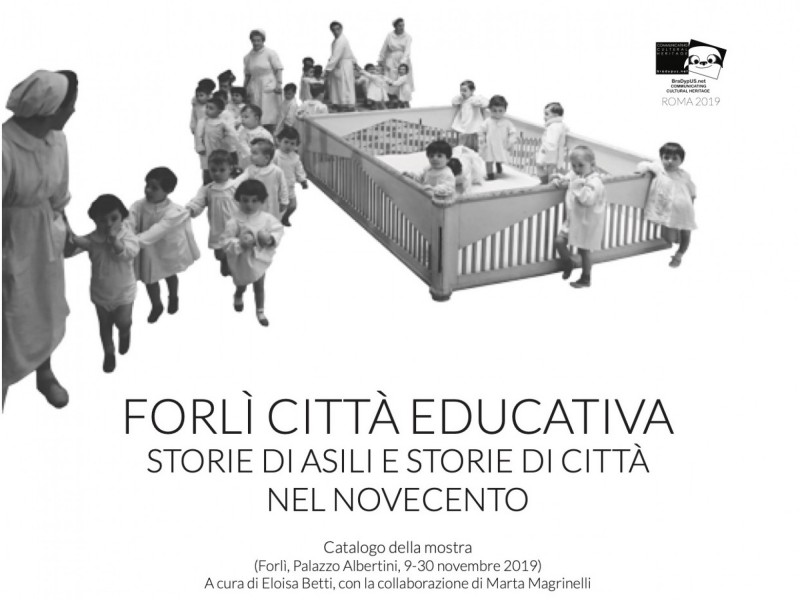 COMMUNICATING
CULTURAL
HERITAGE
bradypus.net
BraDypUS.net
COMMUNICATING
CULTURAL HERITAGE
ROMA 2019
FORLÌ CITTÀ EDUCATIVA
STORIE DI ASILI E STORIE DI CITTÀ
NEL NOVECENTO
Catalogo della mostra
(Forlì, Palazzo Albertini, 9-30 novembre 2019)
A cura di Eloisa Betti, con la collaborazione di Marta Magrinelli